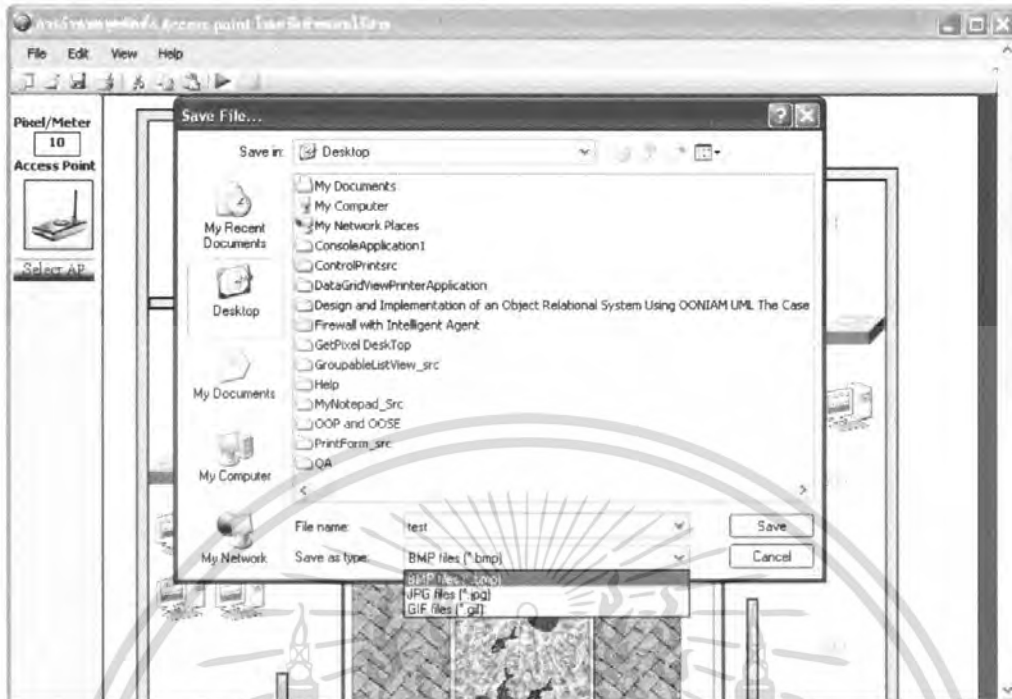 Access point
File Edit View Help
Pixel/Meter
10
Access Point
Select AP
Save File...
Save in: Desktop
My Recent Documents
Desktop
My Documents
My Computer
My Network
My Documents
My Computer
My Network Places
ConsoleApplication1
ControlPrintsrc
DataGridViewPrinterApplication
Design and Implementation of an Object Relational System Using OONIAM UML The Case
Firewall with Intelligent Agent
GetPixel DeskTop
GroupableListView_src
Help
MyNotepad_Src
OOP and OOSE
PrintForm_src
QA
File name: test Save
Save as type: BMP files (*.bmp) Cancel
BMP files (*.bmp)
JPG files (*.jpg)
GIF files (*.gif)